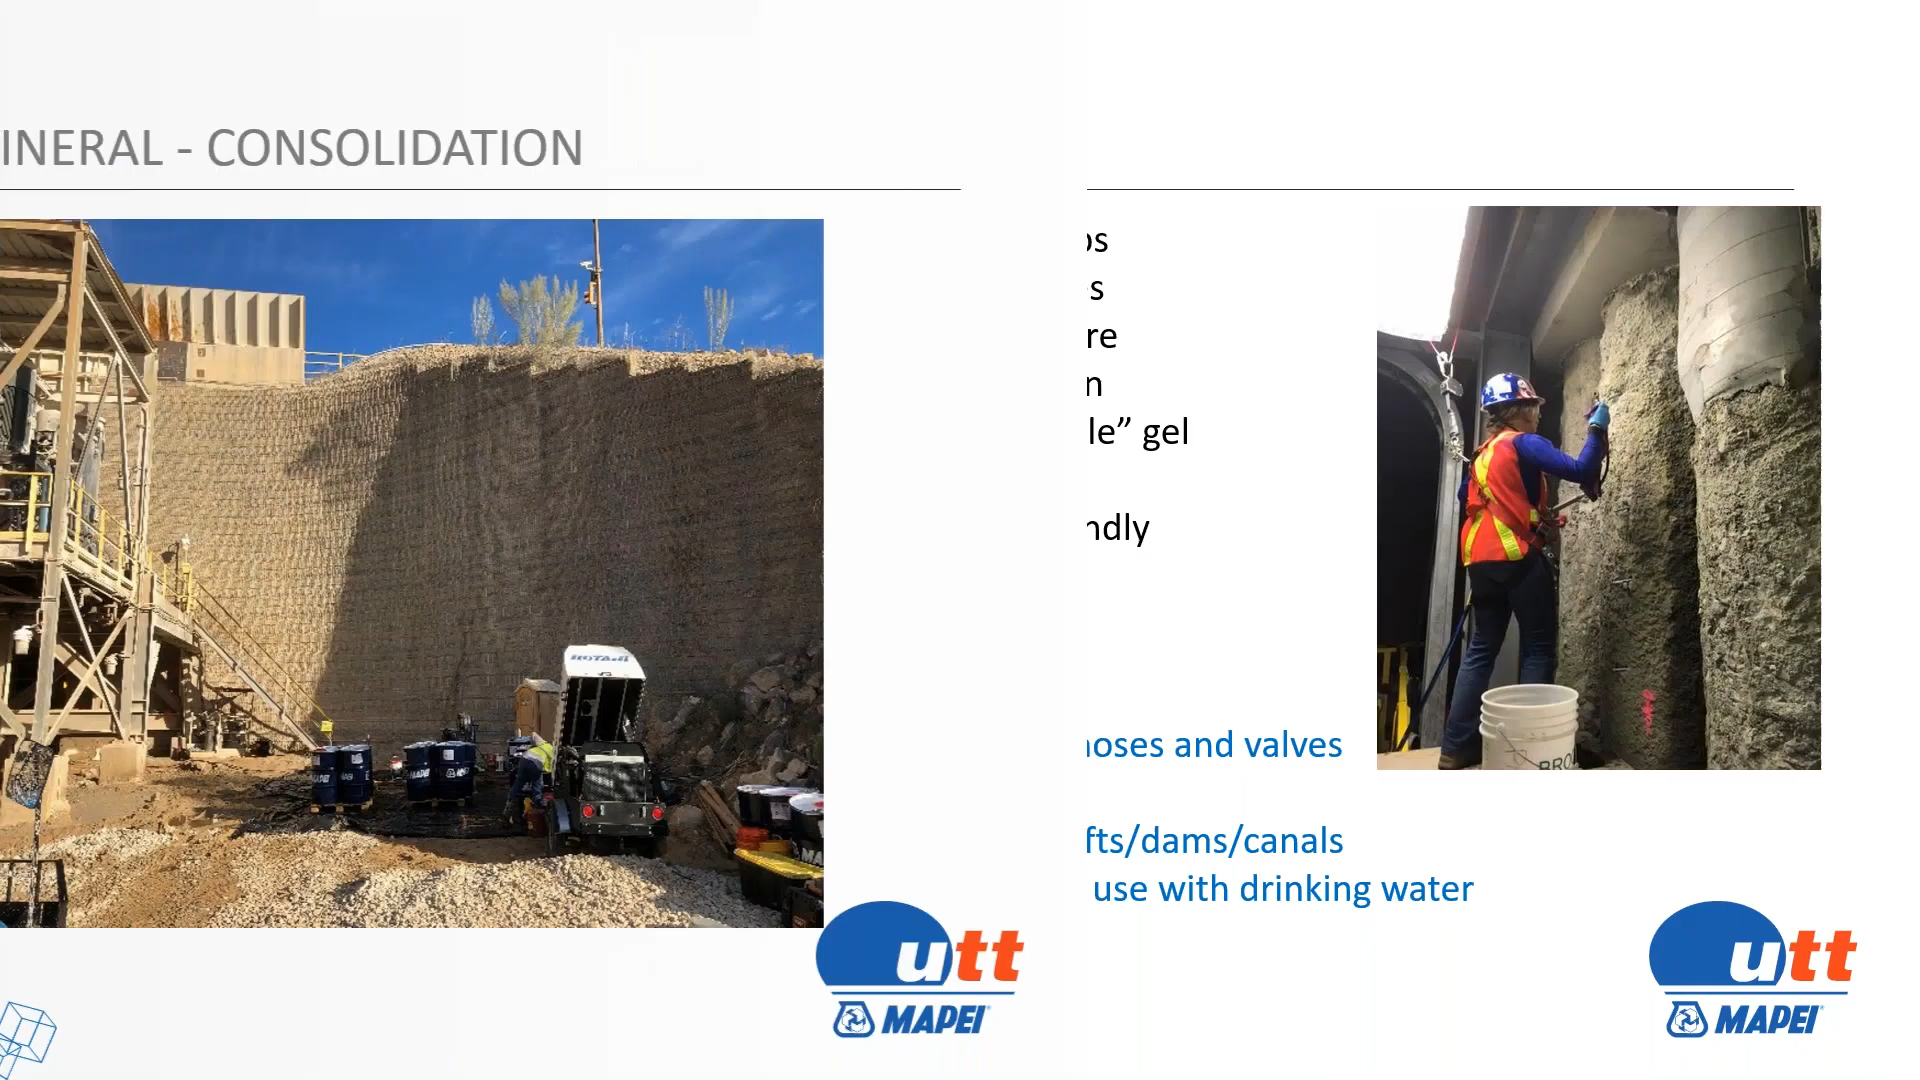 INERAL - CONSOLIDATION
re
n
le” gel
ndly
hoses and valves
fts/dams/canals
use with drinking water
utt
MAPEI
utt
MAPEI